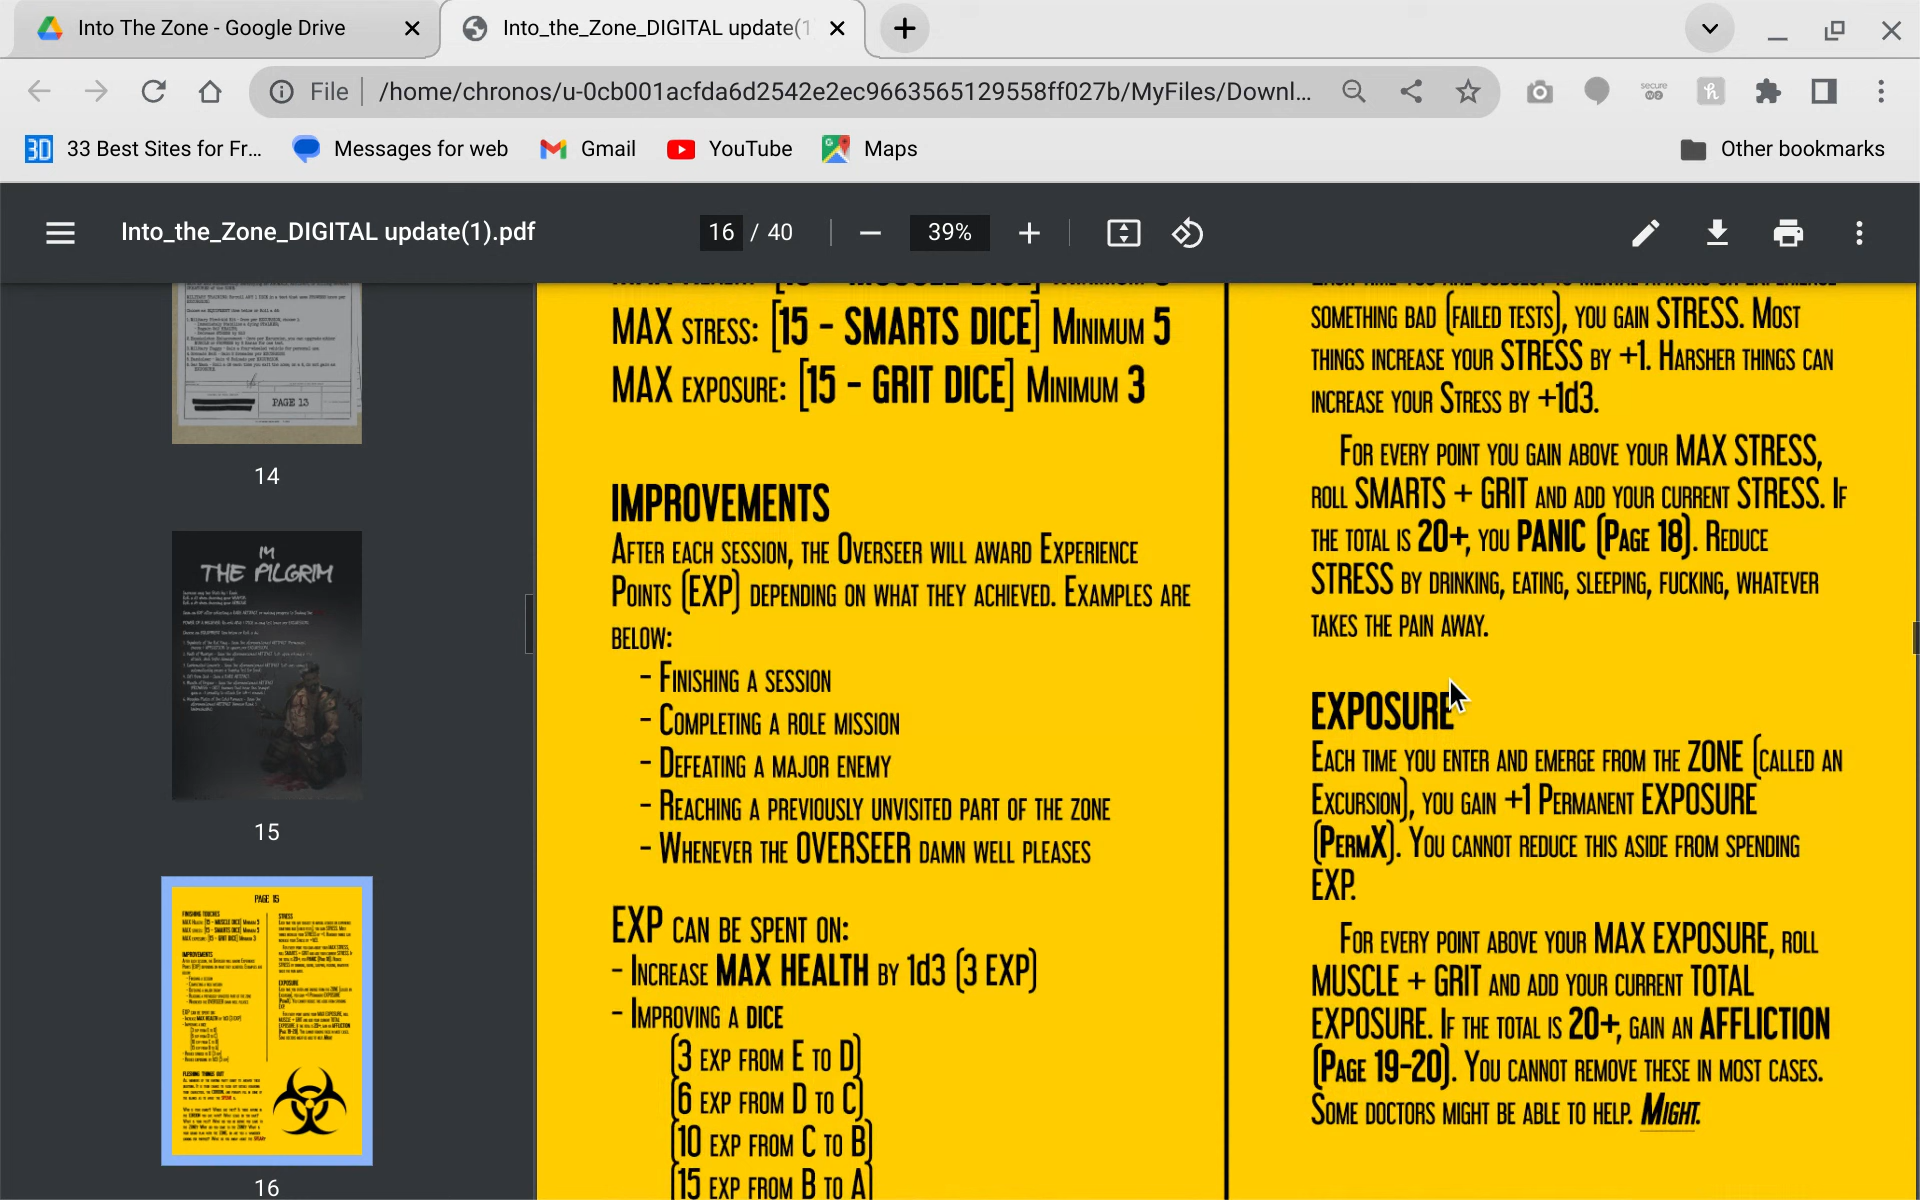 Into The Zone - Google Drive
Into_the_Zone_DIGITAL update(1
File
/home/chronos/u-0cb001acfda6d2542e2ec9663565129558ff027b/MyFiles/Downl...
secure W2
h
3D 33 Best Sites for Fr...
Messages for web
Gmail
YouTube
Maps
Other bookmarks
Into_the_Zone_DIGITAL update(1).pdf
16 / 40
39%
PAGE 13
14
14
THE PILGRIM
15
PAGE 15
16
MAX STRESS: [15 - SMARTS DICE] MINIMUM 5
MAX EXPOSURE: [15 - GRIT DICE] MINIMUM 3
IMPROVEMENTS
AFTER EACH SESSION, THE OVERSEER WILL AWARD EXPERIENCE
POINTS (EXP) DEPENDING ON WHAT THEY ACHIEVED. EXAMPLES ARE
BELOW:
- FINISHING A SESSION
- COMPLETING A ROLE MISSION
- DEFEATING A MAJOR ENEMY
- REACHING A PREVIOUSLY UNVISITED PART OF THE ZONE
- WHENEVER THE OVERSEER DAMN WELL PLEASES
EXP CAN BE SPENT ON:
- INCREASE MAX HEALTH BY 1D3 (3 EXP)
- IMPROVING A DICE
(3 EXP FROM E TO D)
(6 EXP FROM D TO C)
(10 EXP FROM C TO B)
(15 EXP FROM B TO A)
SOMETHING BAD (FAILED TESTS), YOU GAIN STRESS. MOST
THINGS INCREASE YOUR STRESS BY +1. HARSHER THINGS CAN
INCREASE YOUR STRESS BY +1D3.
FOR EVERY POINT YOU GAIN ABOVE YOUR MAX STRESS,
ROLL SMARTS + GRIT AND ADD YOUR CURRENT STRESS. IF
THE TOTAL IS 20+, YOU PANIC (PAGE 18). REDUCE
STRESS BY DRINKING, EATING, SLEEPING, FUCKING, WHATEVER
TAKES THE PAIN AWAY.
EXPOSURE
EACH TIME YOU ENTER AND EMERGE FROM THE ZONE (CALLED AN
EXCURSION), YOU GAIN +1 PERMANENT EXPOSURE
(PERMX). YOU CANNOT REDUCE THIS ASIDE FROM SPENDING
EXP.
FOR EVERY POINT ABOVE YOUR MAX EXPOSURE, ROLL
MUSCLE + GRIT AND ADD YOUR CURRENT TOTAL
EXPOSURE. IF THE TOTAL IS 20+, GAIN AN AFFLICTION
(PAGE 19-20). YOU CANNOT REMOVE THESE IN MOST CASES.
SOME DOCTORS MIGHT BE ABLE TO HELP. MIGHT.